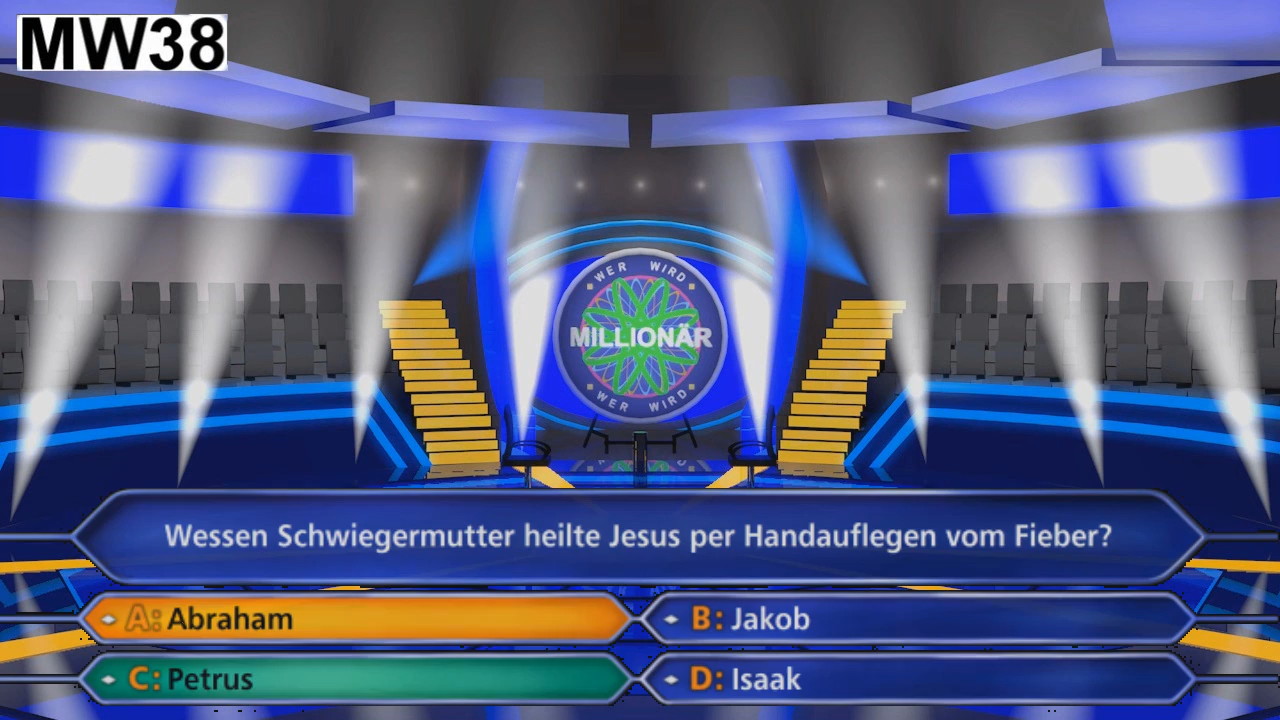 MW38
WER WIRD
MILLIONÄR
WER WIRD
Wessen Schwiegermutter heilte Jesus per Handauflegen vom Fieber?
A: Abraham
B: Jakob
C: Petrus
D: Isaak